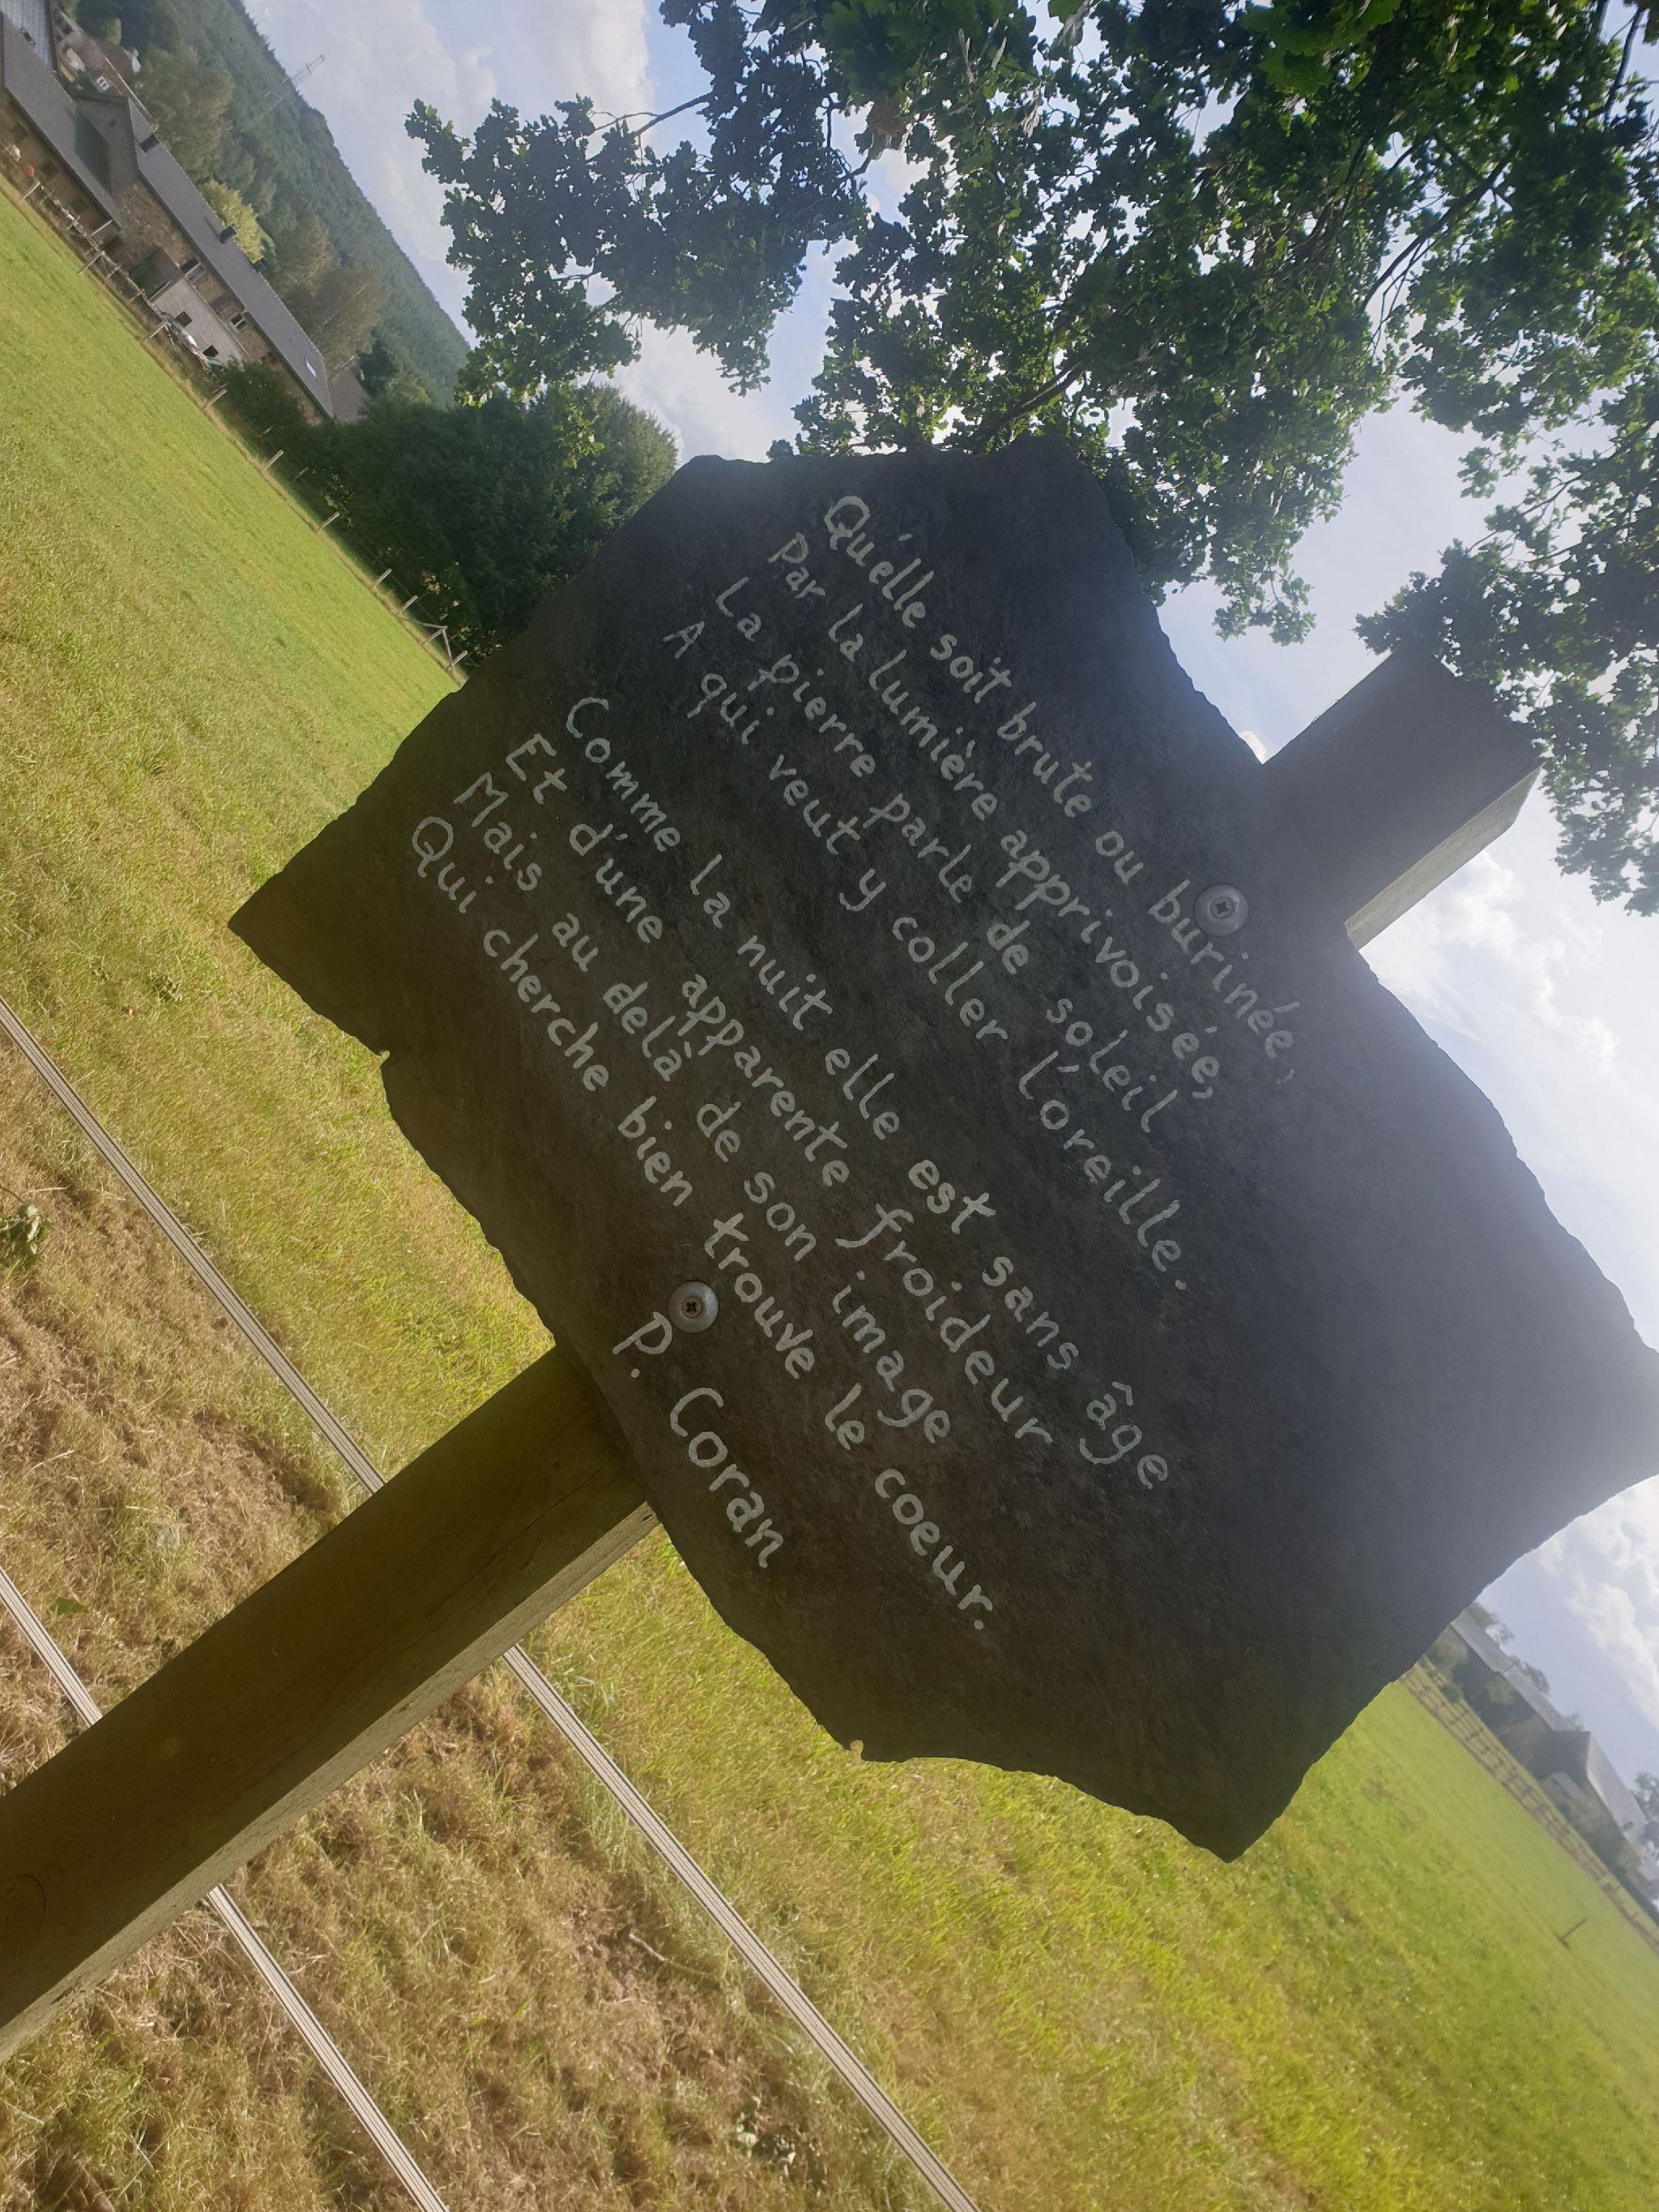 Qu'elle soit brute ou burinée,
Par la lumière apprivoisée,
La pierre parle de soleil
A qui veut y coller l'oreille.
Comme la nuit elle est sans âge
Et d'une apparente froideur
Mais au delà de son image
Qui cherche bien trouve le coeur.
P. Coran